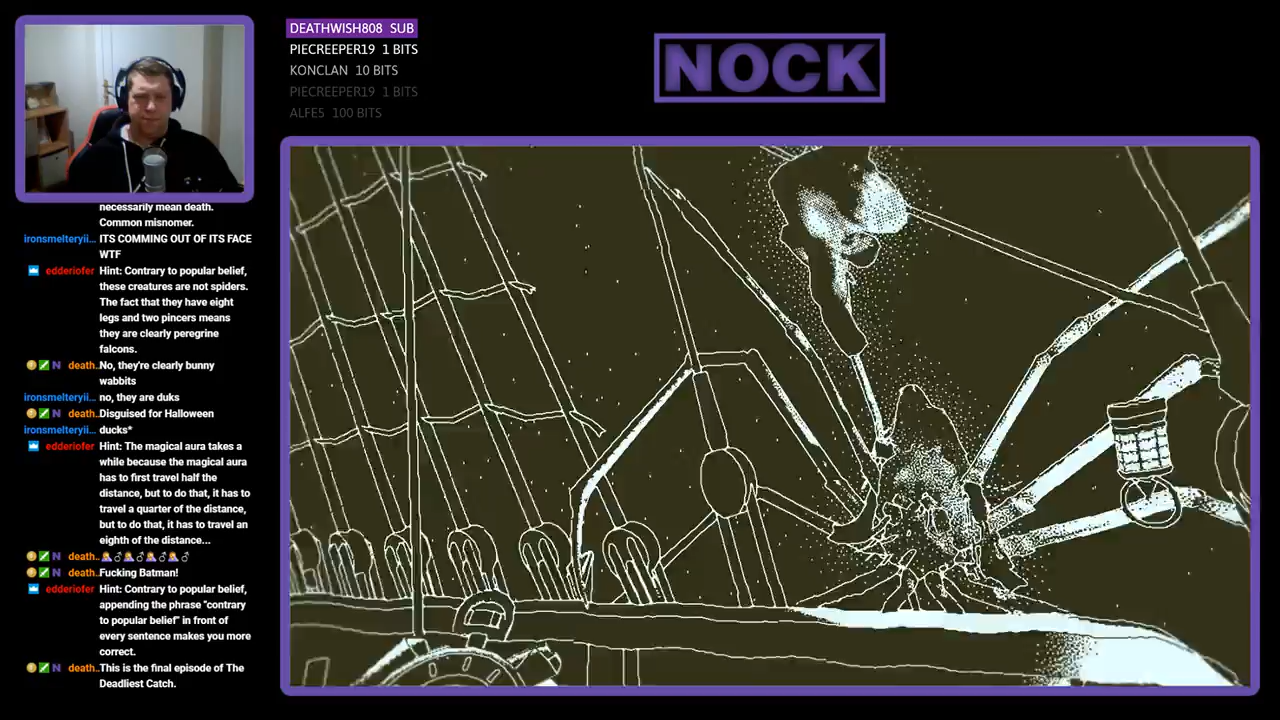 DEATHWISH808 SUB
PIECREEPER19 1 BITS
KONCLAN 10 BITS
PIECREEPER19 1 BITS
ALFE5 100 BITS
NOCK
necessarily mean death.
Common misnomer.
ironsmelteryii... ITS COMMING OUT OF ITS FACE
WTF
edderiofer Hint: Contrary to popular belief,
these creatures are not spiders.
The fact that they have eight
legs and two pincers means
they are clearly peregrine
falcons.
death... No, they're clearly bunny
wabbits
ironsmelteryii... no, they are duks
death... Disguised for Halloween
ironsmelteryii... ducks*
edderiofer Hint: The magical aura takes a
while because the magical aura
has to first travel half the
distance, but to do that, it has to
travel a quarter of the distance,
but to do that, it has to travel an
eighth of the distance...
death... 🤦‍♂🤦‍♂🤦‍♂🤦‍♂
death... Fucking Batman!
edderiofer Hint: Contrary to popular belief,
appending the phrase "contrary
to popular belief" in front of
every sentence makes you more
correct.
death... This is the final episode of The
Deadliest Catch.